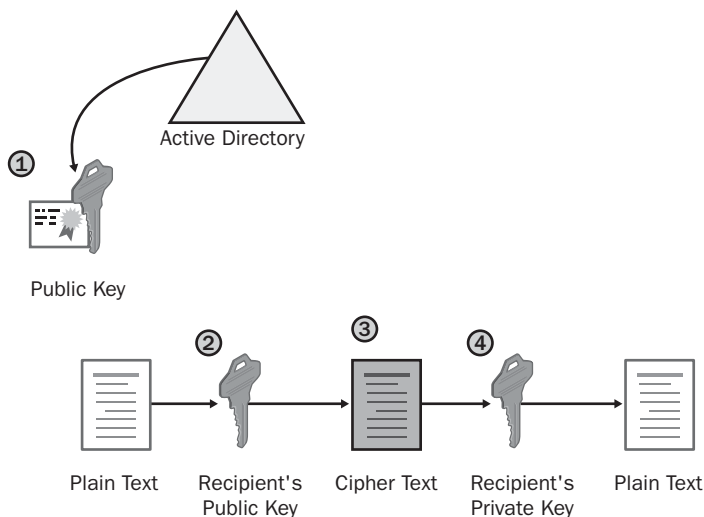 Active Directory
1
Public Key
2
3
4
Plain Text
Recipient's
Public Key
Cipher Text
Recipient's
Private Key
Plain Text